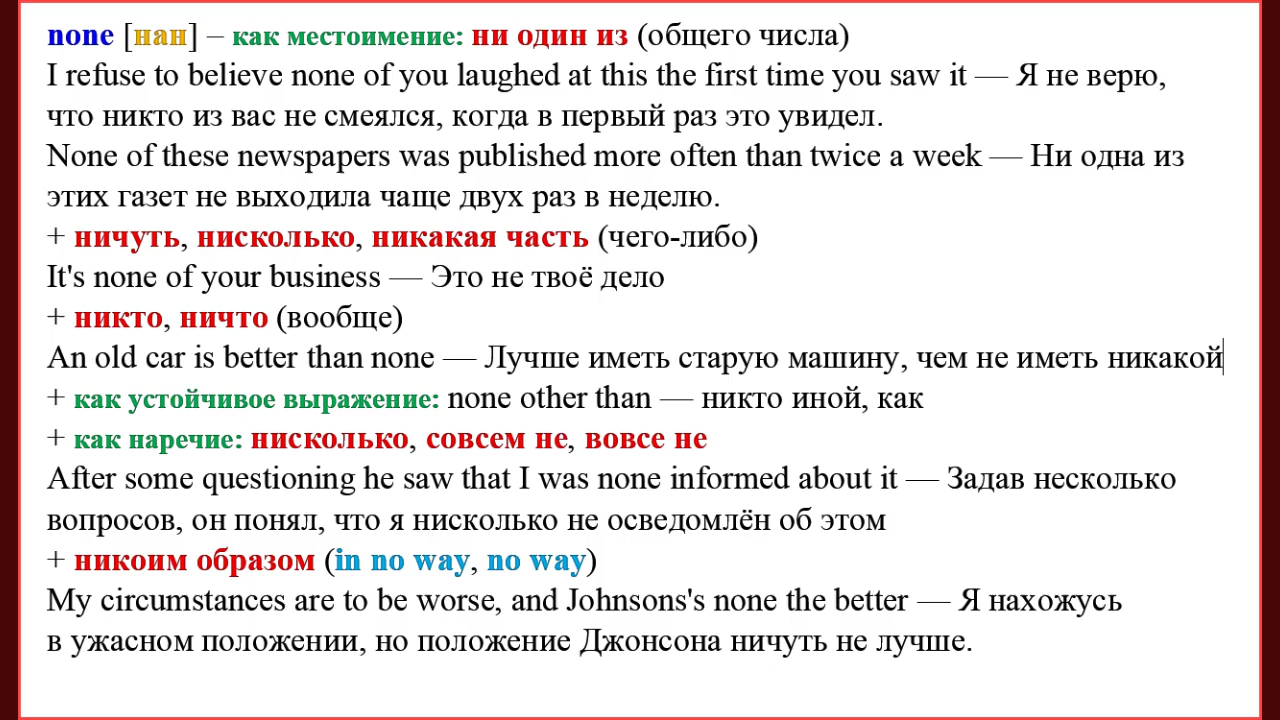 none [нан] – как местоимение: ни один из (общего числа)
I refuse to believe none of you laughed at this the first time you saw it — Я не верю,
что никто из вас не смеялся, когда в первый раз это увидел.
None of these newspapers was published more often than twice a week — Ни одна из
этих газет не выходила чаще двух раз в неделю.
+ ничуть, нисколько, никакая часть (чего-либо)
It's none of your business — Это не твоё дело
+ никто, ничто (вообще)
An old car is better than none — Лучше иметь старую машину, чем не иметь никакой
+ как устойчивое выражение: none other than — никто иной, как
+ как наречие: нисколько, совсем не, вовсе не
After some questioning he saw that I was none informed about it — Задав несколько
вопросов, он понял, что я нисколько не осведомлён об этом
+ никоим образом (in no way, no way)
My circumstances are to be worse, and Johnsons's none the better — Я нахожусь
в ужасном положении, но положение Джонсона ничуть не лучше.